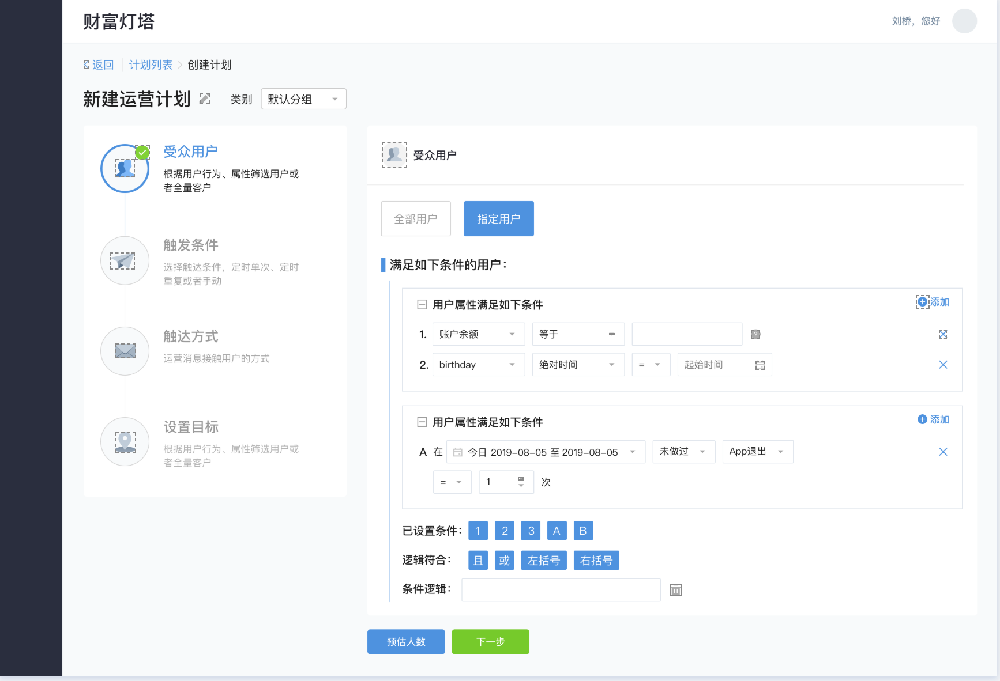 财富灯塔
刘桥，您好
返回 计划列表 > 创建计划
新建运营计划 类别 默认分组
受众用户
根据用户行为、属性筛选用户或
者全量客户
触发条件
选择触达条件，定时单次、定时
重复或者手动
触达方式
运营消息接触用户的方式
设置目标
根据用户行为、属性筛选用户或
者全量客户
受众用户
全部用户 指定用户
满足如下条件的用户：
用户属性满足如下条件 添加
1. 账户余额 等于 ?
2. birthday 绝对时间 = 起始时间
用户属性满足如下条件 添加
A 在 今日 2019-08-05 至 2019-08-05 未做过 App退出
= 1 次
已设置条件： 1 2 3 A B
逻辑符合： 且 或 左括号 右括号
条件逻辑：
预估人数 下一步